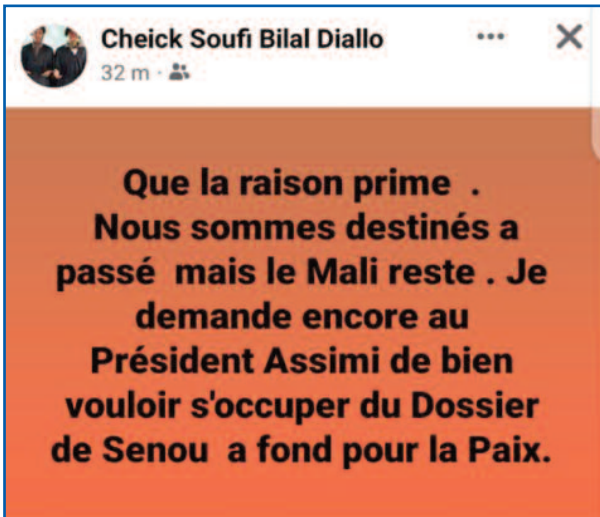 Cheick Soufi Bilal Diallo
32 m
Que la raison prime .
Nous sommes destinés a
passé mais le Mali reste . Je
demande encore au
Président Assimi de bien
vouloir s'occuper du Dossier
de Senou a fond pour la Paix.